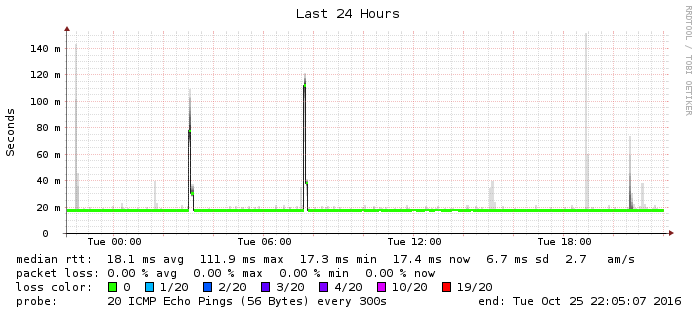 Last 24 Hours
RRDTOOL / TOBI OETIKER
Seconds
140 m
120 m
100 m
80 m
60 m
40 m
20 m
0
Tue 00:00 Tue 06:00 Tue 12:00 Tue 18:00
median rtt: 18.1 ms avg 111.9 ms max 17.3 ms min 17.4 ms now 6.7 ms sd 2.7 am/s
packet loss: 0.00 % avg 0.00 % max 0.00 % min 0.00 % now
loss color: 0 1/20 2/20 3/20 4/20 10/20 19/20
probe: 20 ICMP Echo Pings (56 Bytes) every 300s end: Tue Oct 25 22:05:07 2016